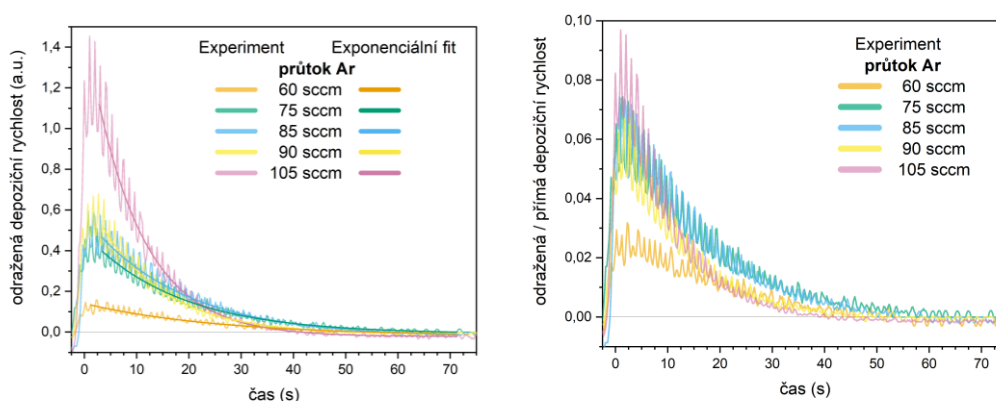 Experiment Exponenciální fit
průtok Ar
60 sccm
75 sccm
85 sccm
90 sccm
105 sccm
odražená depoziční rychlost (a.u.)
1,4
1,2
1,0
0,8
0,6
0,4
0,2
0,0
0 10 20 30 40 50 60 70
čas (s)
Experiment
průtok Ar
60 sccm
75 sccm
85 sccm
90 sccm
105 sccm
odražená / přímá depoziční rychlost
0,10
0,08
0,06
0,04
0,02
0,00
0 10 20 30 40 50 60 70
čas (s)